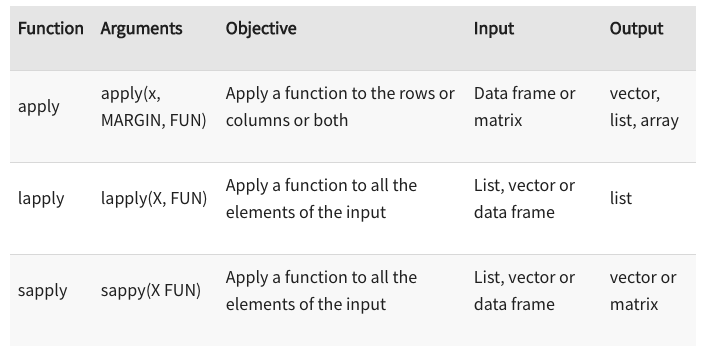 Function Arguments Objective Input Output
apply
apply(x,
MARGIN, FUN)
Apply a function to the rows or
columns or both
Data frame or
matrix
vector,
list, array
lapply
lapply(X, FUN)
Apply a function to all the
elements of the input
List, vector or
data frame
list
sapply
sappy(X FUN)
Apply a function to all the
elements of the input
List, vector or
data frame
vector or
matrix